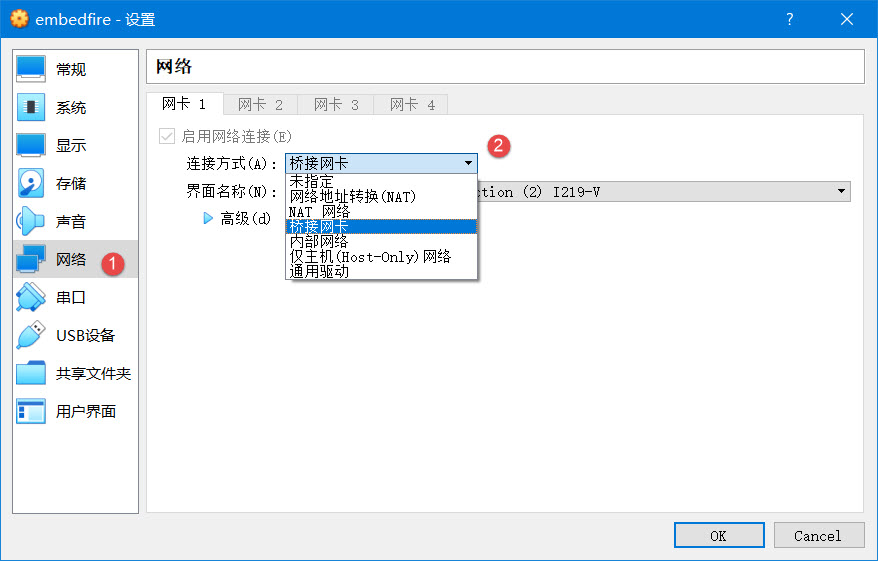 embedfire - 设置
?
常规
系统
显示
存储
声音
网络
1
串口
USB设备
共享文件夹
用户界面
网络
网卡 1
网卡 2
网卡 3
网卡 4
启用网络连接(E)
2
连接方式(A):
桥接网卡
未指定
网络地址转换(NAT)
NAT 网络
桥接网卡
内部网络
仅主机(Host-Only)网络
通用驱动
界面名称(N):
(2) I219-V
高级(d)
OK
Cancel